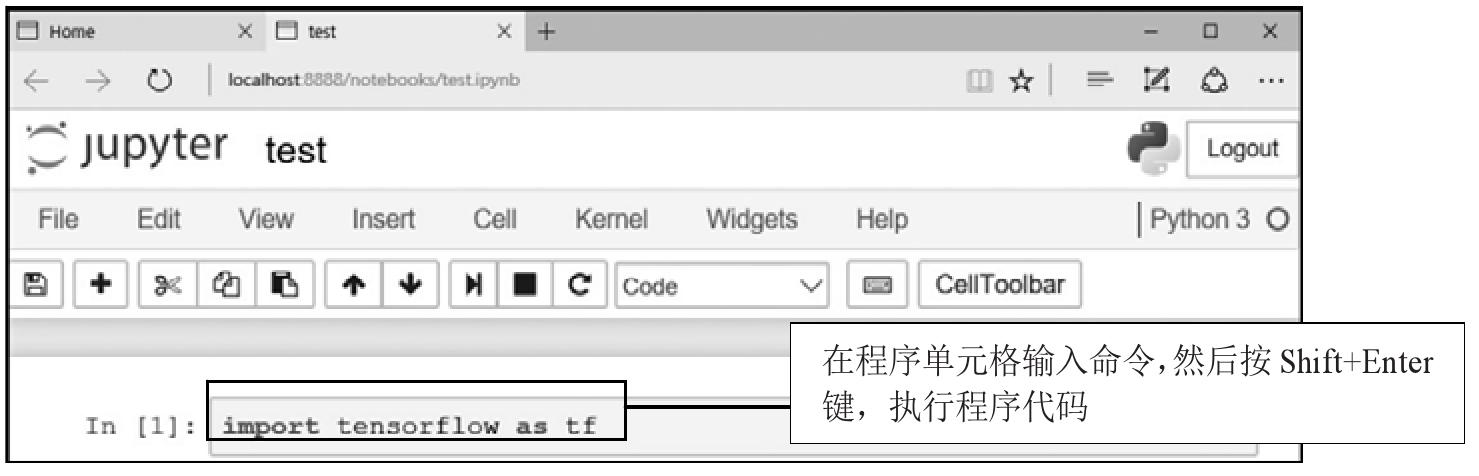 Home test
localhost:8888/notebooks/test.ipynb
jupyter test
Logout
File Edit View Insert Cell Kernel Widgets Help Python 3
Code CellToolbar
在程序单元格输入命令,然后按 Shift+Enter
键，执行程序代码
In [1]: import tensorflow as tf